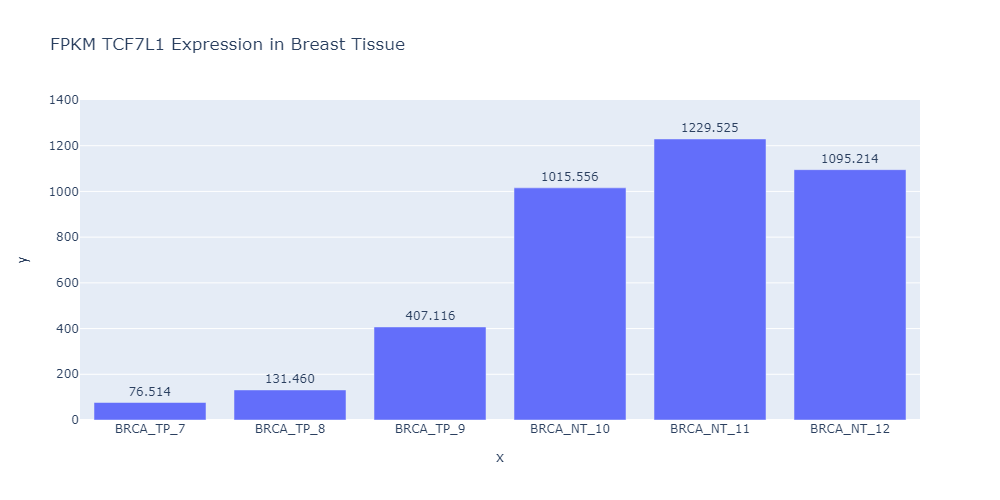 FPKM TCF7L1 Expression in Breast Tissue
1400
1200
1000
800
600
400
200
0
y
76.514
131.460
407.116
1015.556
1229.525
1095.214
BRCA_TP_7
BRCA_TP_8
BRCA_TP_9
BRCA_NT_10
BRCA_NT_11
BRCA_NT_12
x